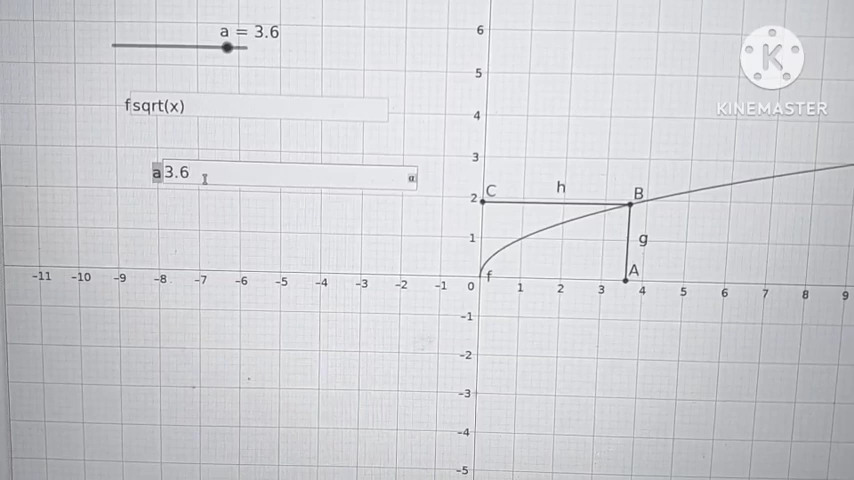 a = 3.6
fsqrt(x)
a 3.6 α
KINEMASTER
6
5
4
3
2
1
C h B
g
A
f
-11 -10 -9 -8 -7 -6 -5 -4 -3 -2 -1 0 1 2 3 4 5 6 7 8 9
-1
-2
-3
-4
-5